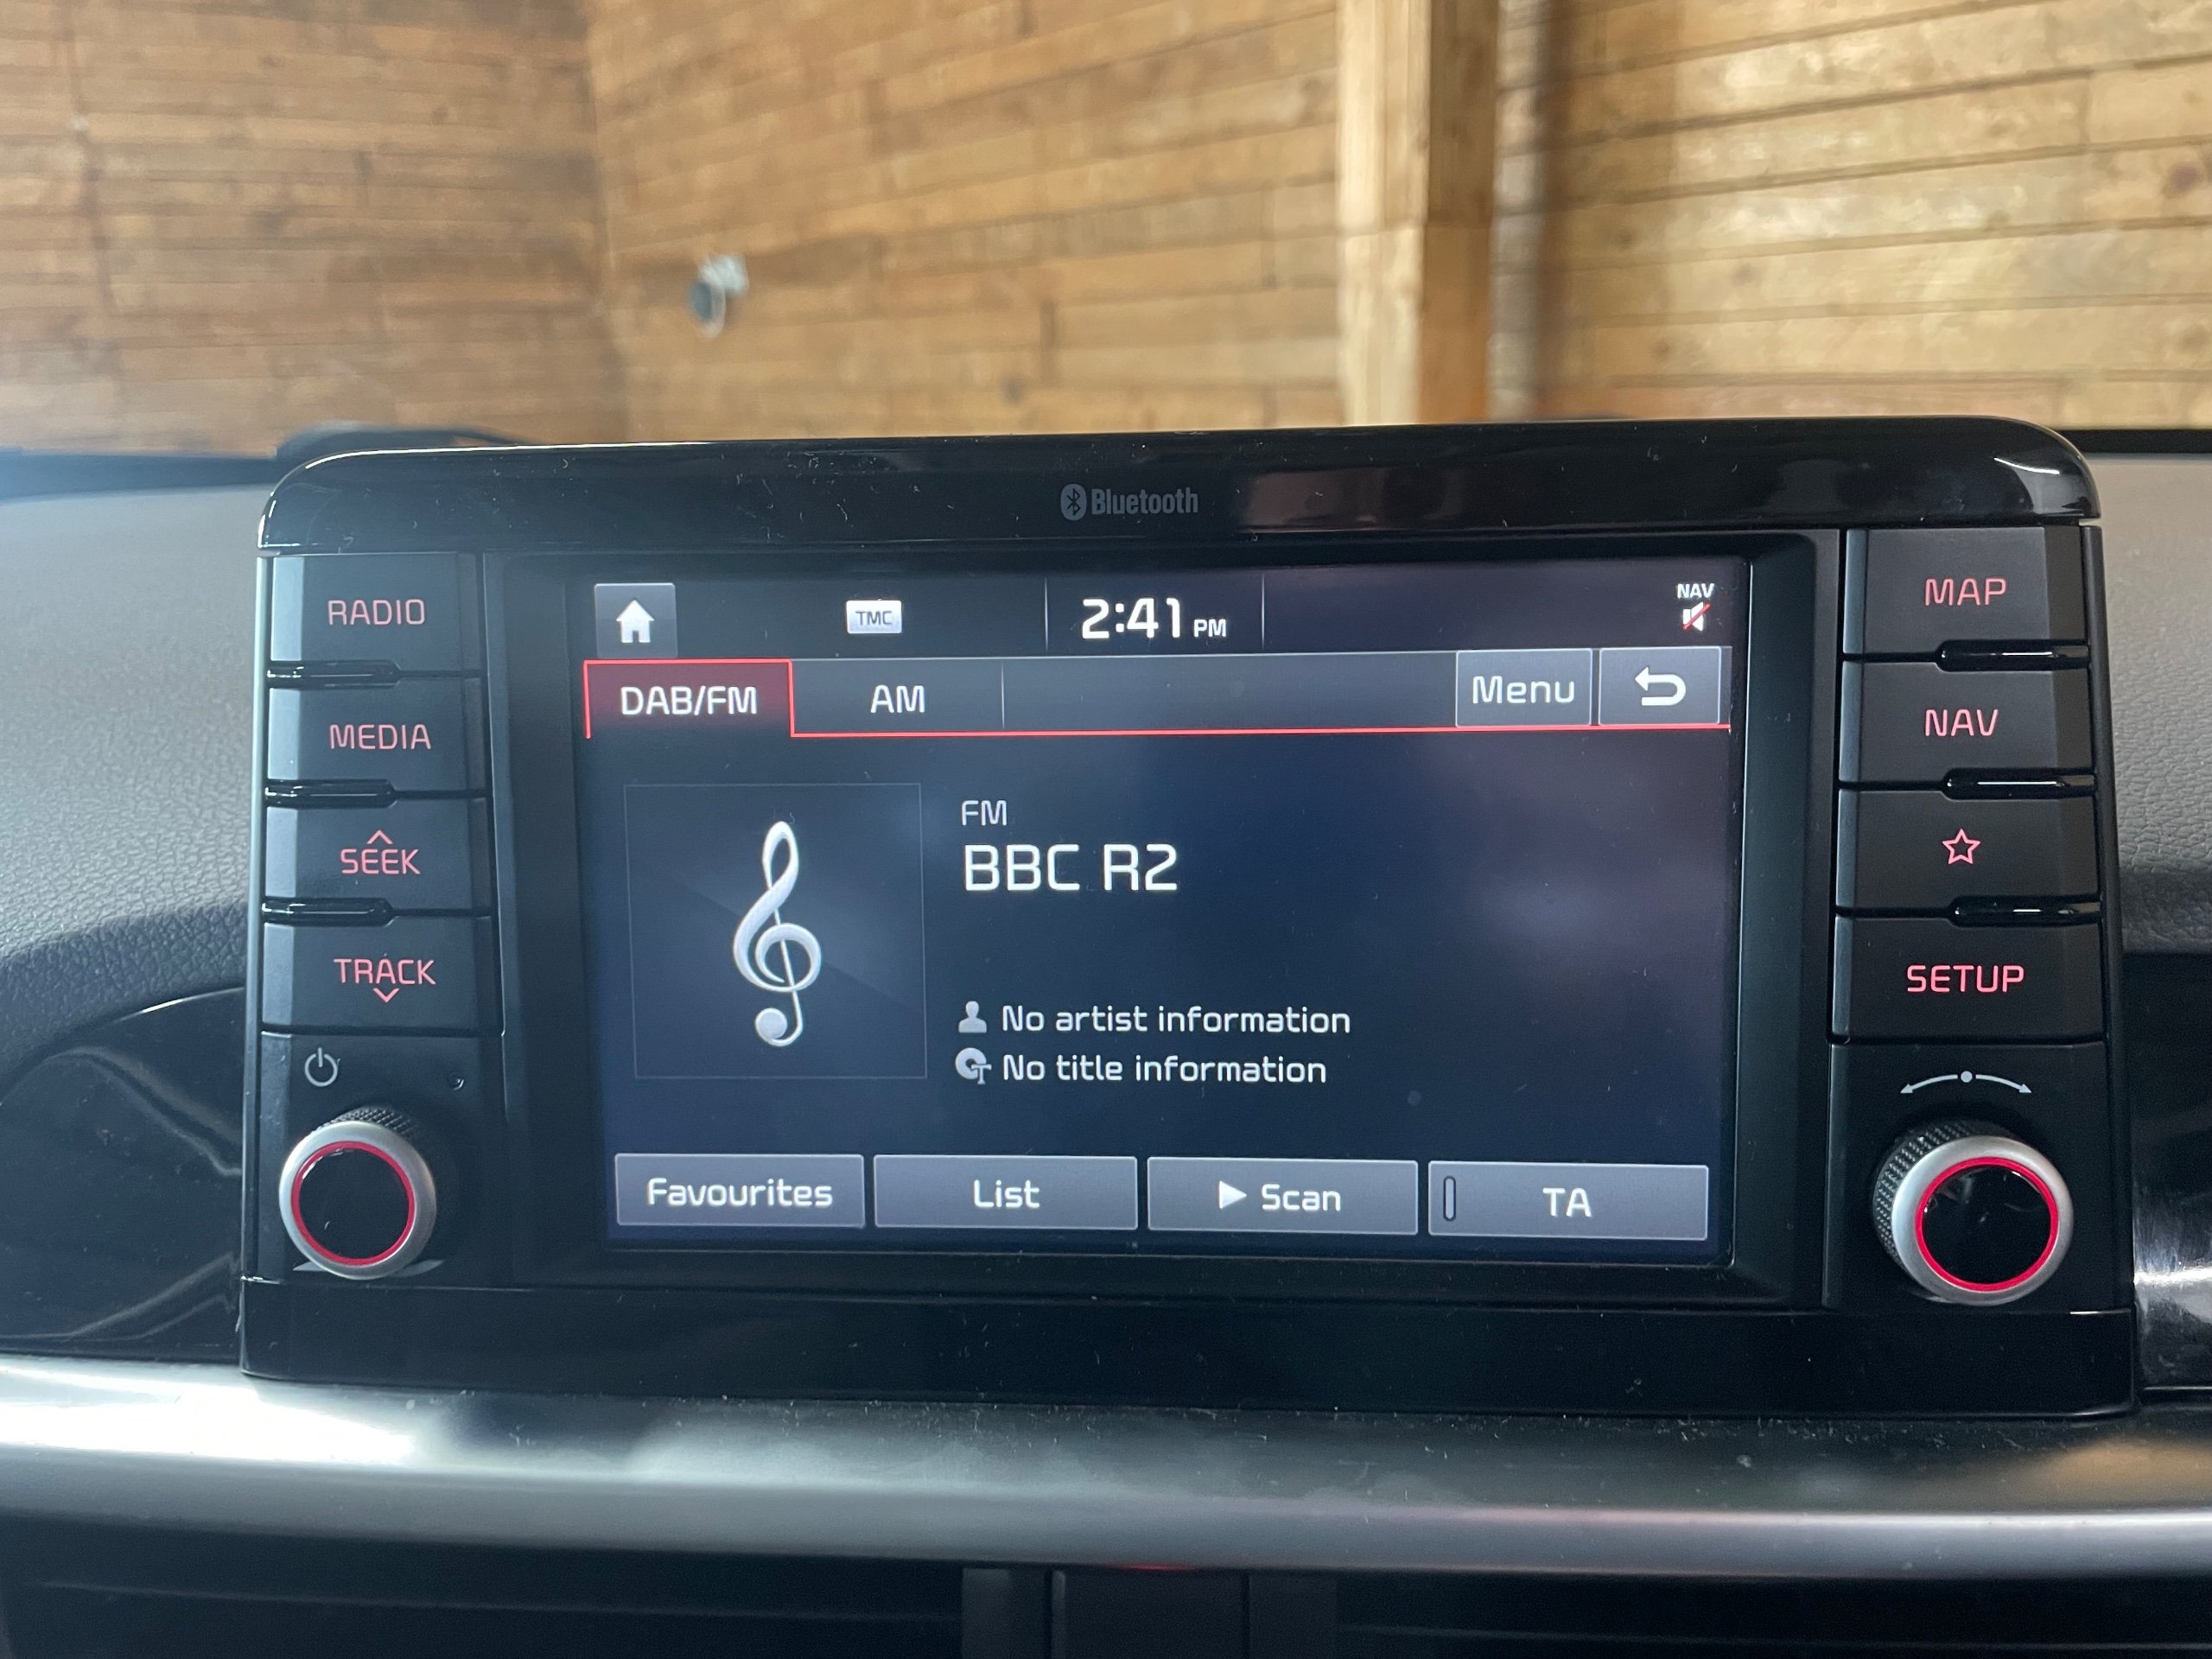 Bluetooth
RADIO
MEDIA
SEEK
TRACK
TMC
2:41 PM
NAV
DAB/FM
AM
Menu
FM
BBC R2
No artist information
No title information
Favourites
List
Scan
TA
MAP
NAV
SETUP